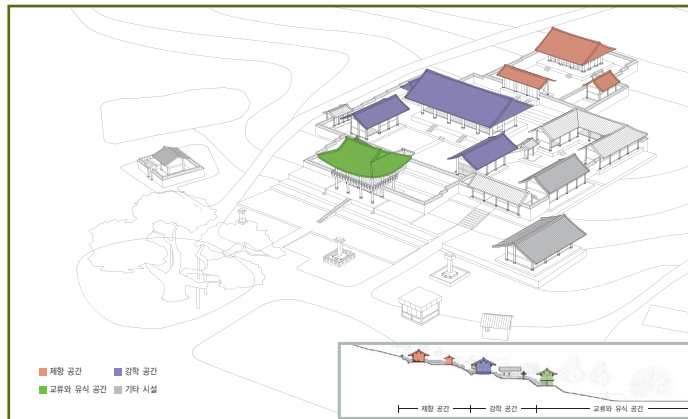 제향 공간 강학 공간
교류와 유식 공간 기타 시설
제향 공간 강학 공간 교류와 유식 공간